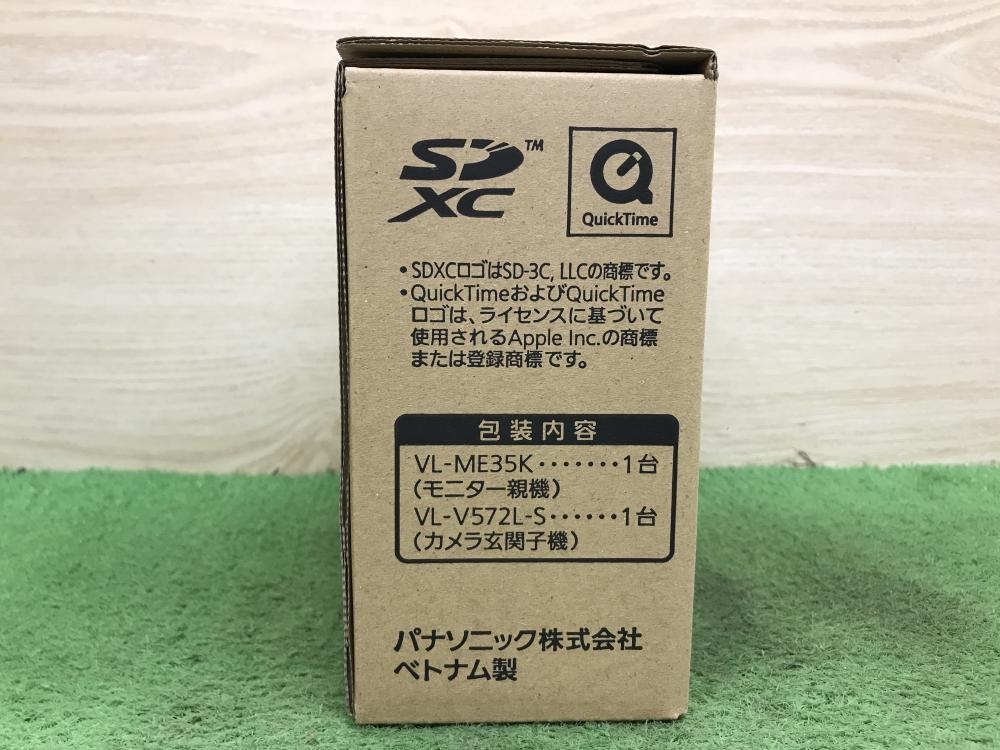 SD™
XC
QuickTime
・SDXCロゴはSD-3C, LLCの商標です。
・QuickTimeおよびQuickTime
ロゴは、ライセンスに基づいて
使用されるApple Inc.の商標
または登録商標です。
包装内容
VL-ME35K・・・・・・・1台
(モニター親機)
VL-V572L-S・・・・・・1台
(カメラ玄関子機)
パナソニック株式会社
ベトナム製